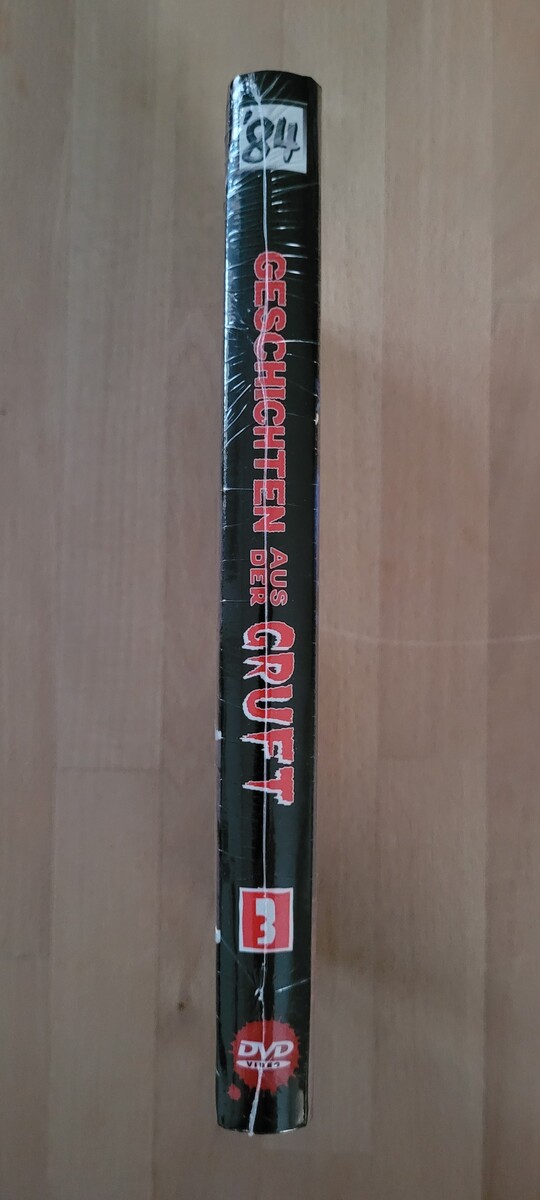 '84
GESCHICHTEN
AUS
DER
GRUFT
3
DVD
VIDEO